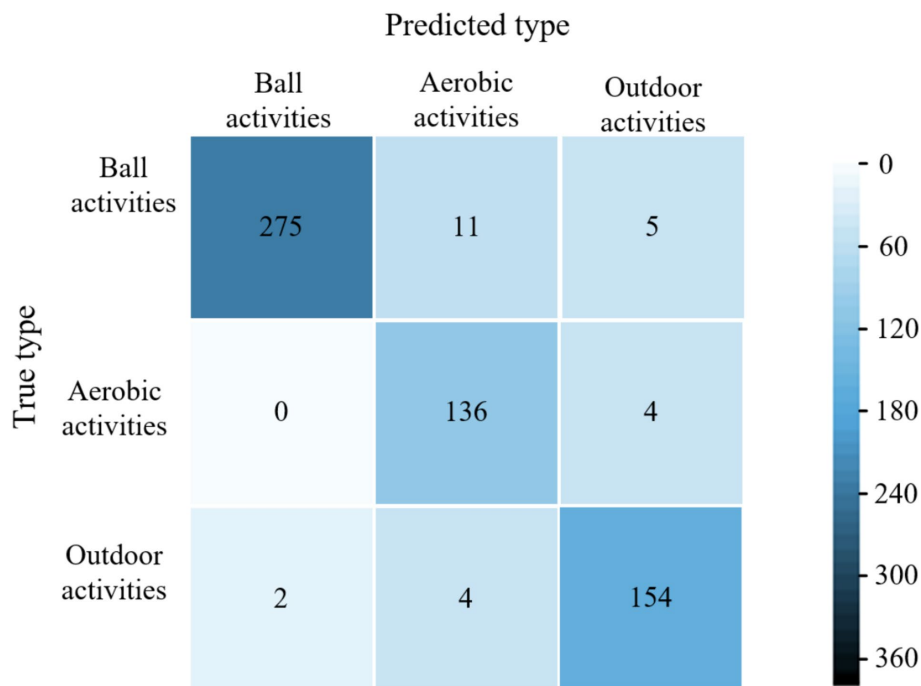 Predicted type
Ball
activities
Aerobic
activities
Outdoor
activities
True type
Ball
activities
275
11
5
Aerobic
activities
0
136
4
Outdoor
activities
2
4
154
0
60
120
180
240
300
360